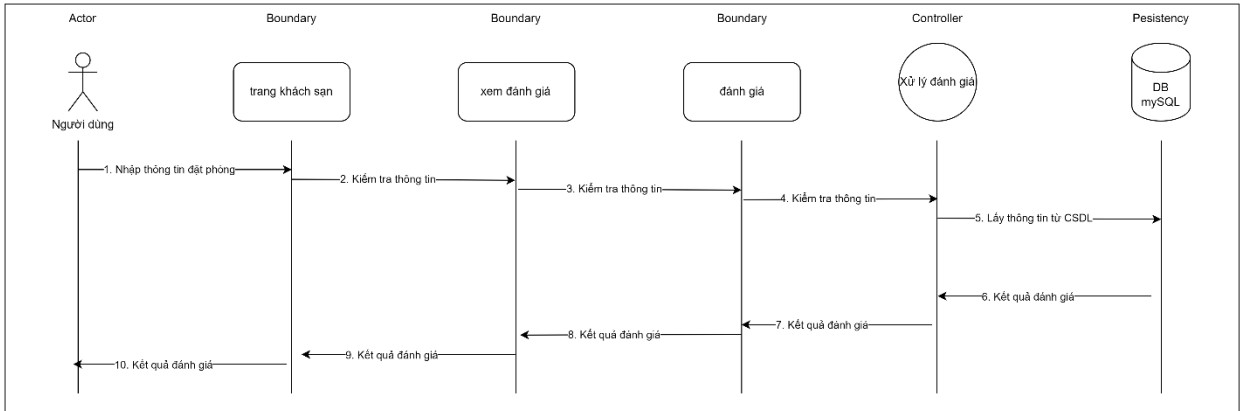 Actor
Boundary
Boundary
Boundary
Controller
Pesistency
trang khách sạn
xem đánh giá
đánh giá
Xử lý đánh giá
DB
mySQL
Người dùng
1. Nhập thông tin đặt phòng
2. Kiểm tra thông tin
3. Kiểm tra thông tin
4. Kiểm tra thông tin
5. Lấy thông tin từ CSDL
6. Kết quả đánh giá
7. Kết quả đánh giá
8. Kết quả đánh giá
9. Kết quả đánh giá
10. Kết quả đánh giá